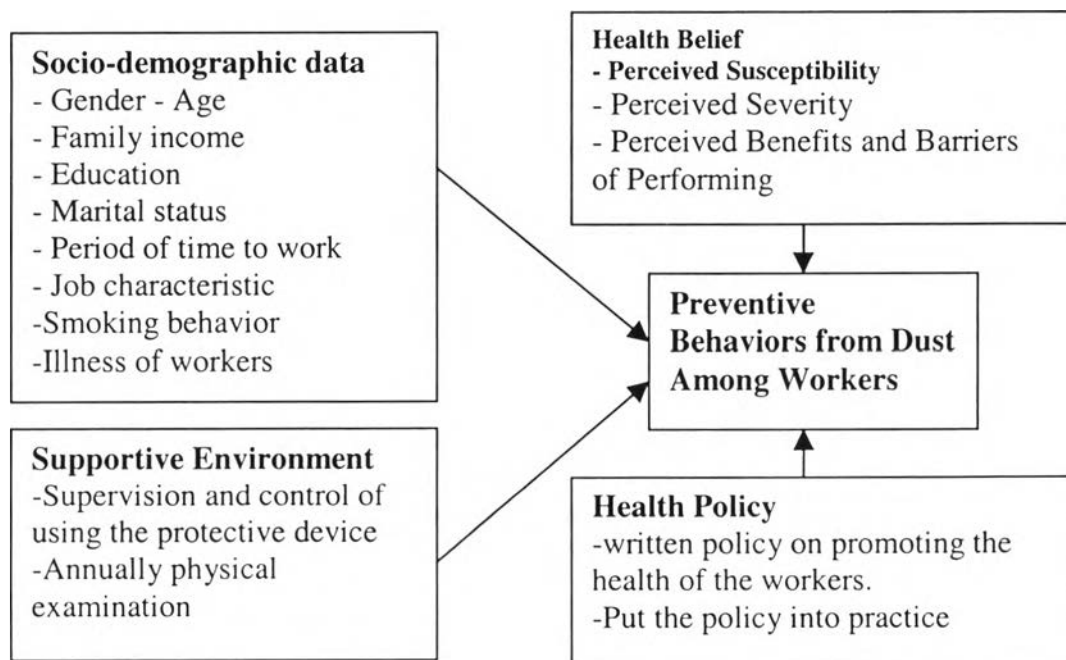 Socio-demographic data
- Gender - Age
- Family income
- Education
- Marital status
- Period of time to work
- Job characteristic
-Smoking behavior
-Illness of workers
Supportive Environment
-Supervision and control of
using the protective device
-Annually physical
examination
Health Belief
- Perceived Susceptibility
- Perceived Severity
- Perceived Benefits and Barriers
of Performing
Preventive
Behaviors from Dust
Among Workers
Health Policy
-written policy on promoting the
health of the workers.
-Put the policy into practice